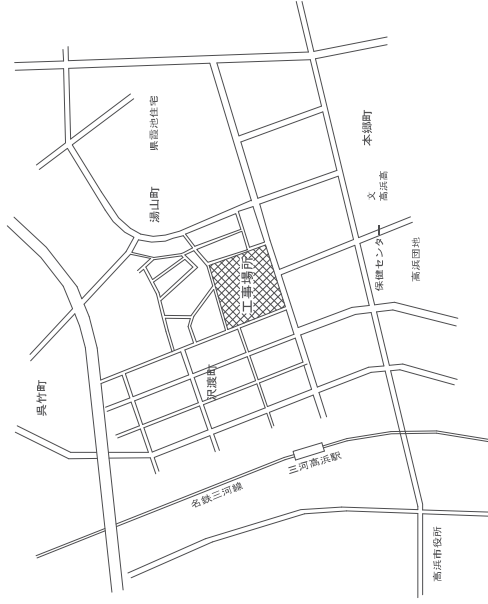 県霞池住宅
本郷町
湯山町
文
高浜高
保健センター
高浜団地
工事場所
沢渡町
呉竹町
三河高浜駅
名鉄三河線
高浜市役所